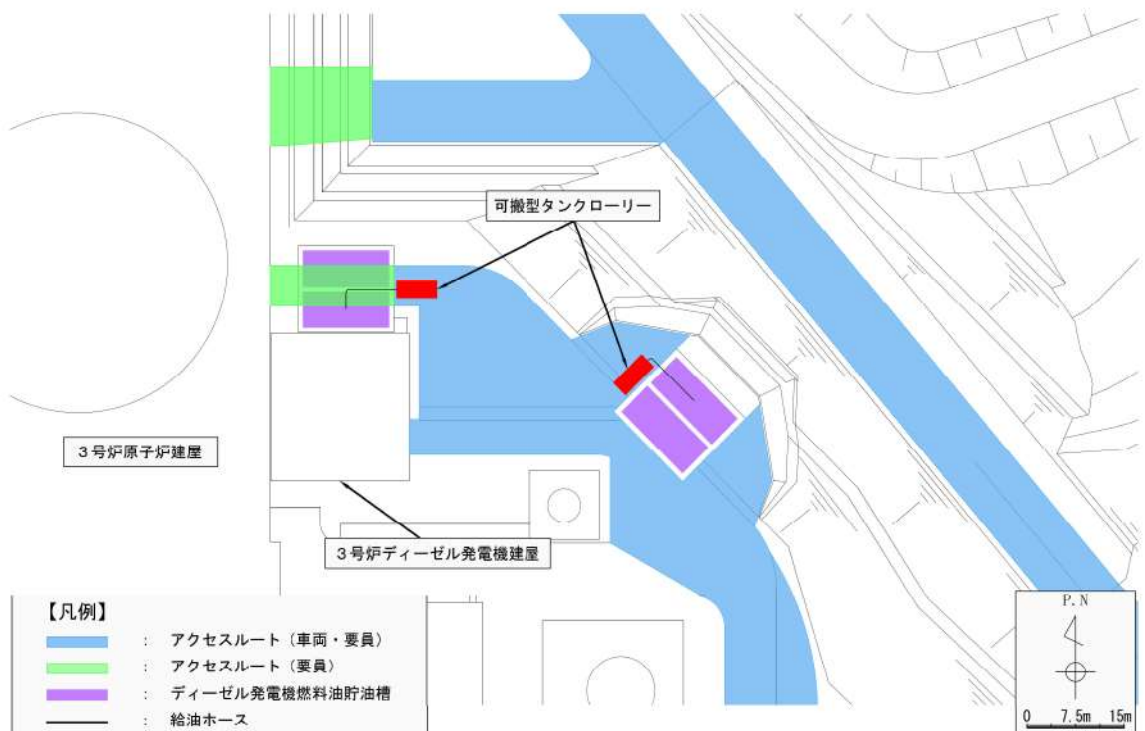 可搬型タンクローリー
3号炉原子炉建屋
3号炉ディーゼル発電機建屋
【凡例】
： アクセスルート（車両・要員）
： アクセスルート（要員）
： ディーゼル発電機燃料油貯油槽
： 給油ホース
P.N
0 7.5m 15m